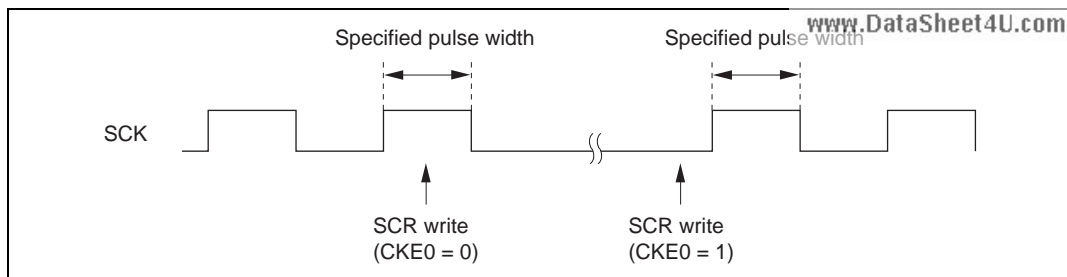 www.DataSheet4U.com
Specified pulse width
Specified pulse width
SCK
SCR write
(CKE0 = 0)
SCR write
(CKE0 = 1)